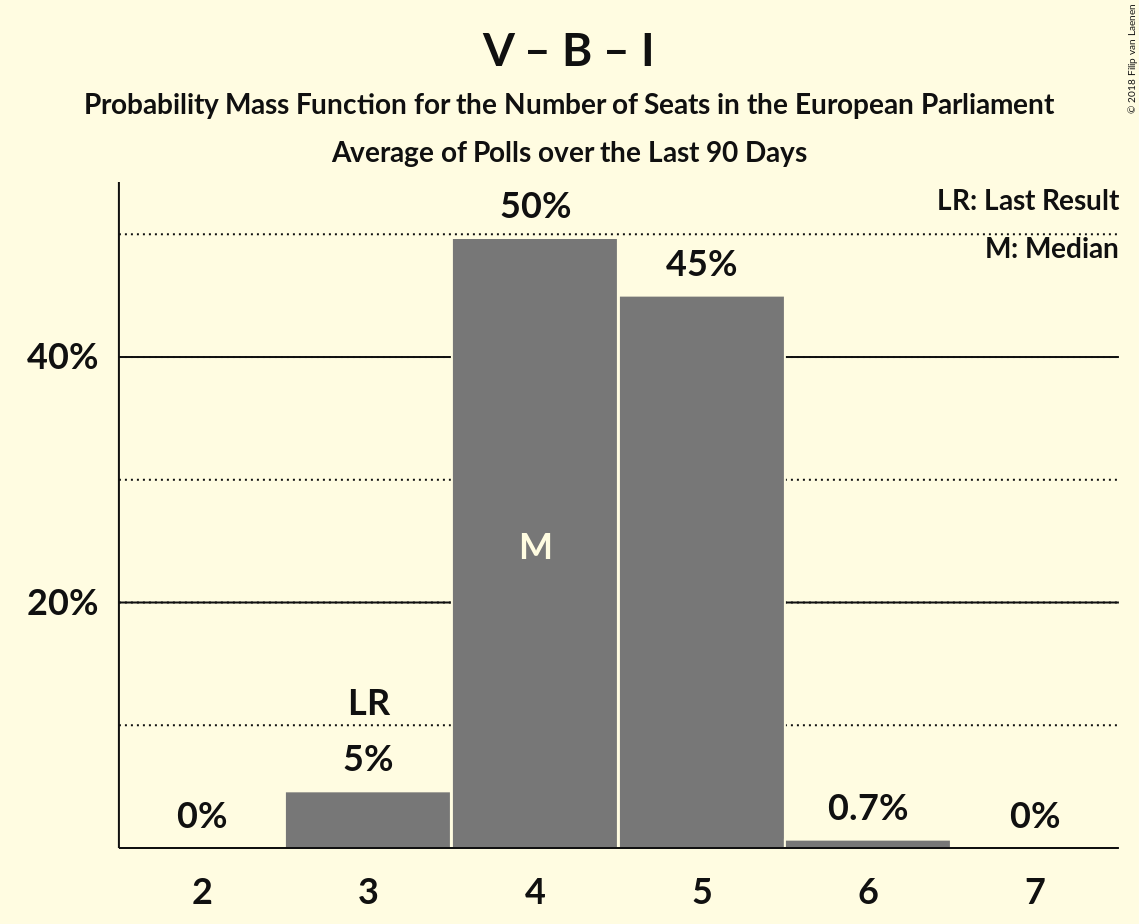 V – B – I
Probability Mass Function for the Number of Seats in the European Parliament
Average of Polls over the Last 90 Days
© 2018 Filip van Laenen
LR: Last Result
M: Median
50%
45%
40%
M
20%
LR
5%
0%
0.7%
0%
2 3 4 5 6 7